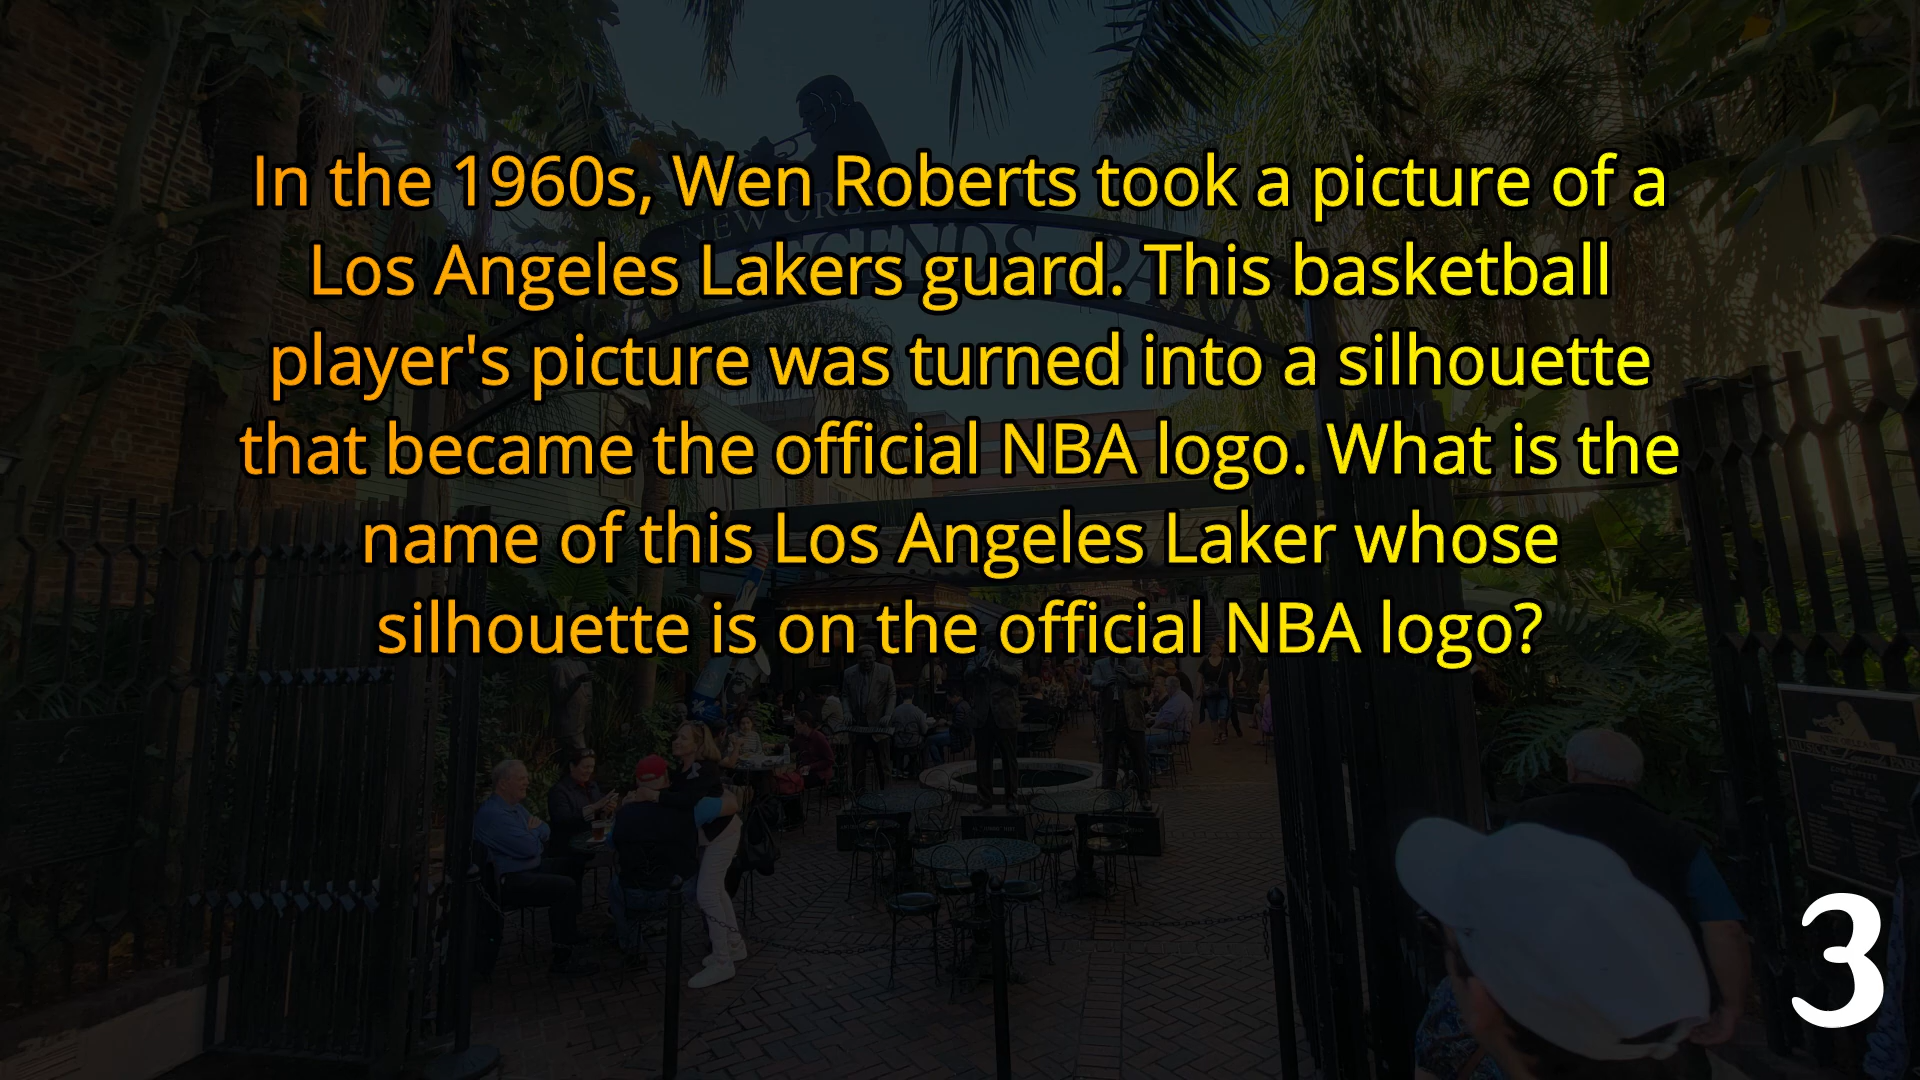 In the 1960s, Wen Roberts took a picture of a
Los Angeles Lakers guard. This basketball
player's picture was turned into a silhouette
that became the official NBA logo. What is the
name of this Los Angeles Laker whose
silhouette is on the official NBA logo?
3